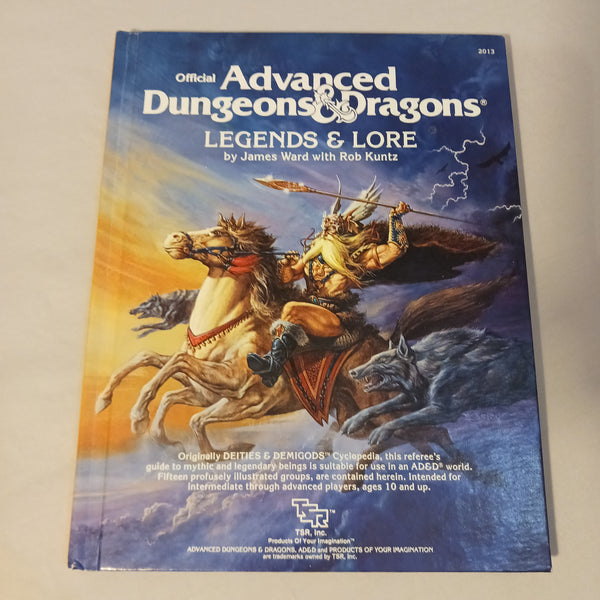 2013
Official Advanced
Dungeons & Dragons®
LEGENDS & LORE
by James Ward with Rob Kuntz
Originally DEITIES & DEMIGODS™ Cyclopedia, this referee's
guide to mythic and legendary beings is suitable for use in an AD&D® world.
Fifteen profusely illustrated groups, are contained herein. Intended for
intermediate through advanced players, ages 10 and up.
TSR™
TSR, Inc.
Products Of Your Imagination™
ADVANCED DUNGEONS & DRAGONS, AD&D and PRODUCTS OF YOUR IMAGINATION
are trademarks owned by TSR, Inc.